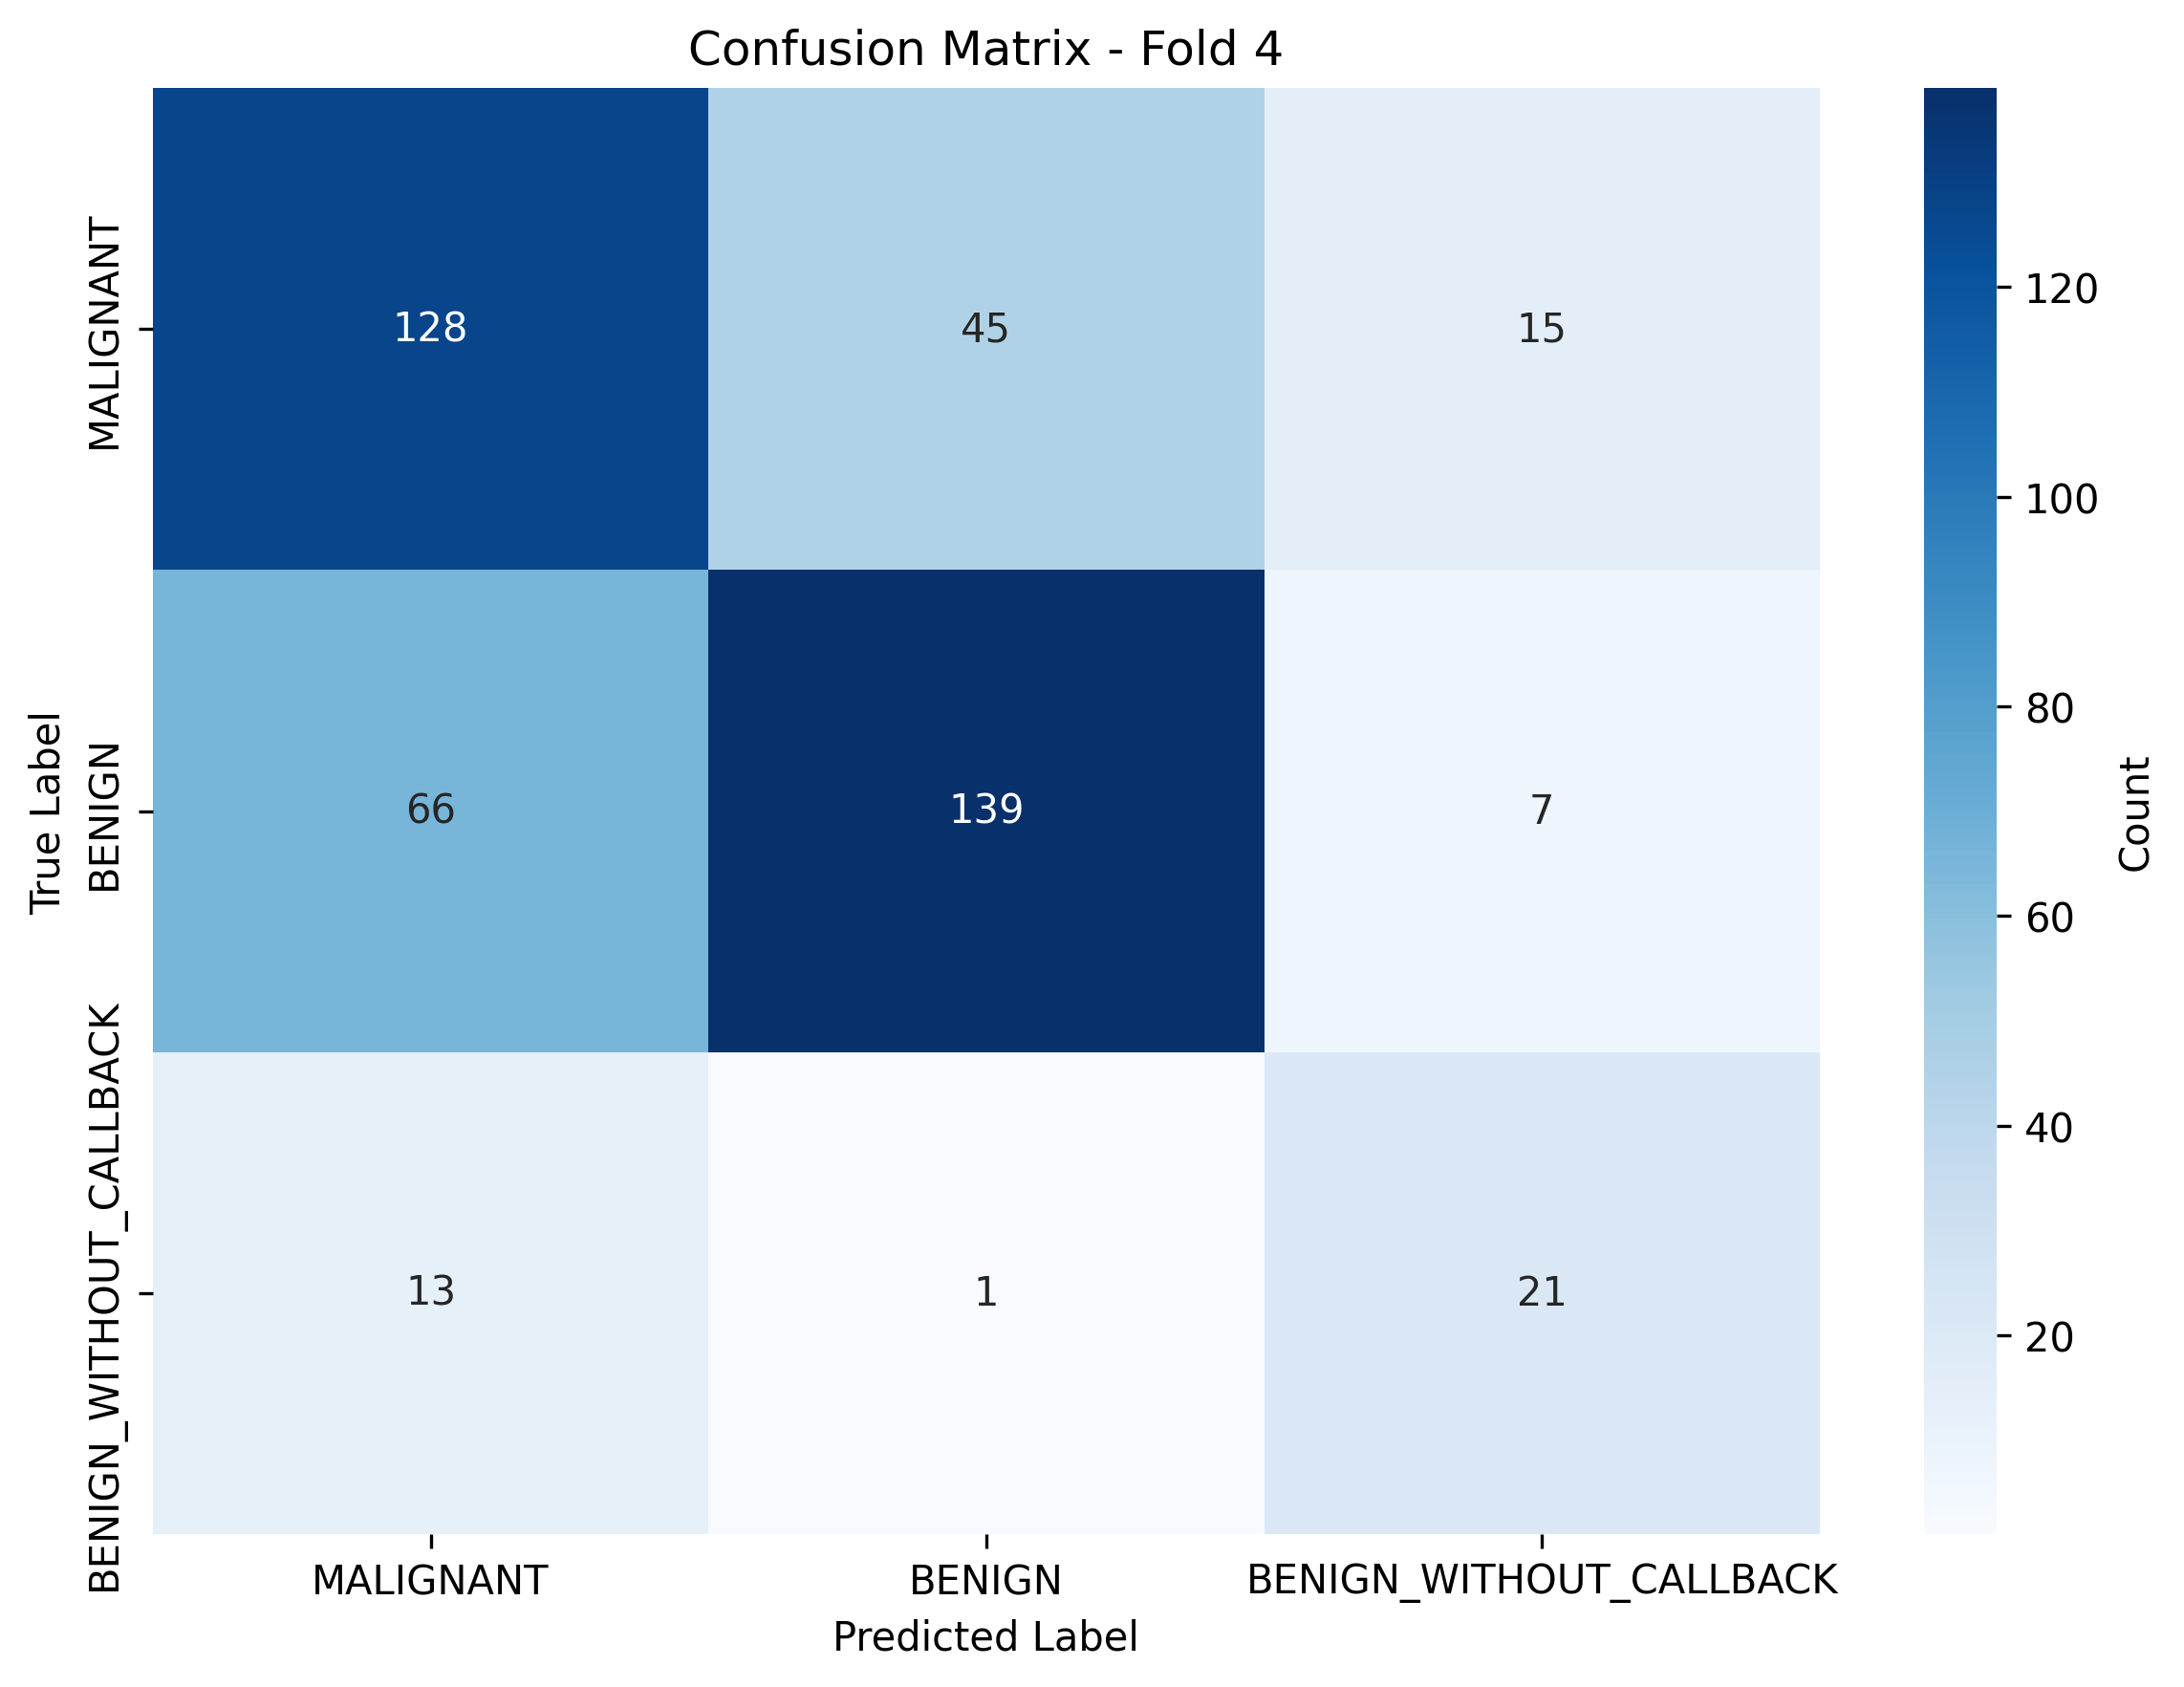 Confusion Matrix - Fold 4
True Label
MALIGNANT
128 45 15
BENIGN
66 139 7
BENIGN_WITHOUT_CALLBACK
13 1 21
MALIGNANT BENIGN BENIGN_WITHOUT_CALLBACK
Predicted Label
120
100
80
60
40
20
Count